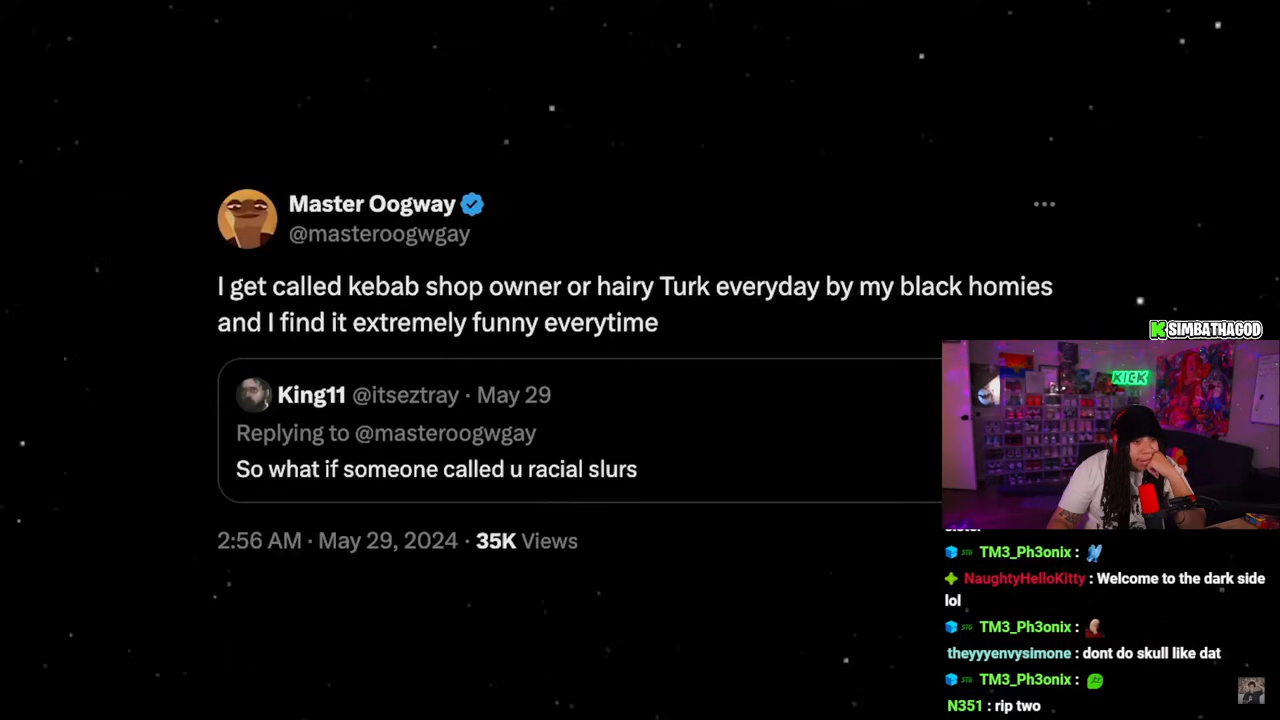 Master Oogway
@masteroogwgay
I get called kebab shop owner or hairy Turk everyday by my black homies
and I find it extremely funny everytime
King11 @itseztray · May 29
Replying to @masteroogwgay
So what if someone called u racial slurs
2:56 AM · May 29, 2024 · 35K Views
K SIMBATHAGOD
KICK
TM3_Ph3onix :
NaughtyHelloKitty : Welcome to the dark side
lol
TM3_Ph3onix :
theyyyenvysimone : dont do skull like dat
TM3_Ph3onix :
N351 : rip two